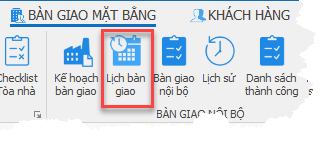 BÀN GIAO MẶT BẰNG KHÁCH HÀNG
Checklist Kế hoạch Lịch bàn Bàn giao Lịch sử Danh sách
Tòa nhà bàn giao giao nội bộ thành công
BÀN GIAO NỘI BỘ